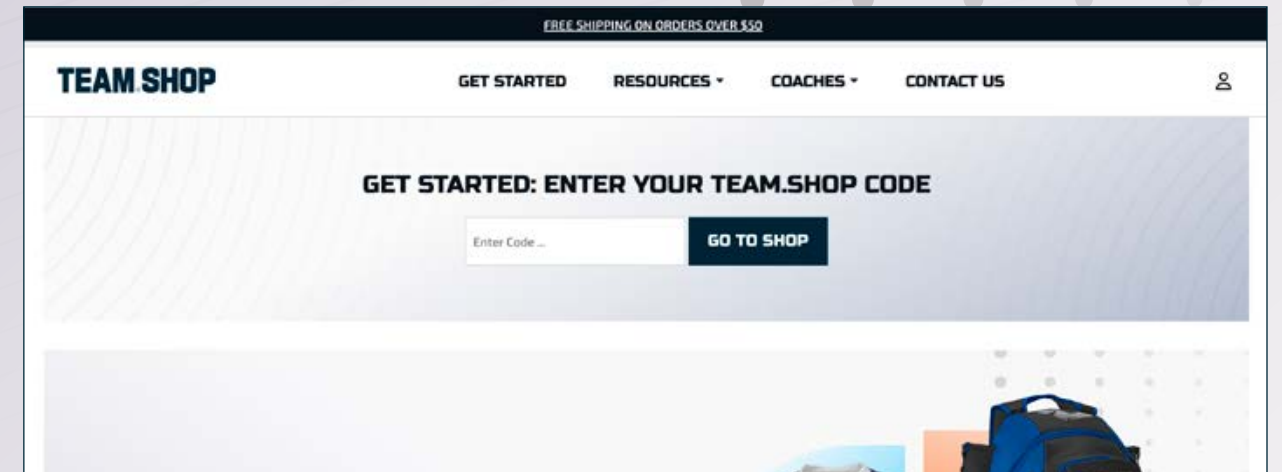 FREE SHIPPING ON ORDERS OVER $50
TEAM.SHOP
GET STARTED RESOURCES COACHES CONTACT US
GET STARTED: ENTER YOUR TEAM.SHOP CODE
Enter Code ... GO TO SHOP